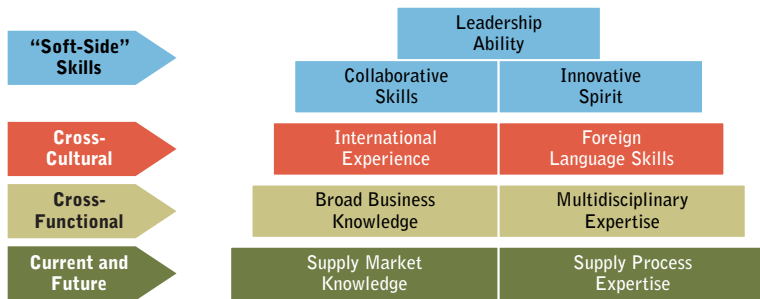 Leadership
Ability
“Soft-Side”
Skills
Collaborative
Skills
Innovative
Spirit
Cross-
Cultural
International
Experience
Foreign
Language Skills
Cross-
Functional
Broad Business
Knowledge
Multidisciplinary
Expertise
Current and
Future
Supply Market
Knowledge
Supply Process
Expertise